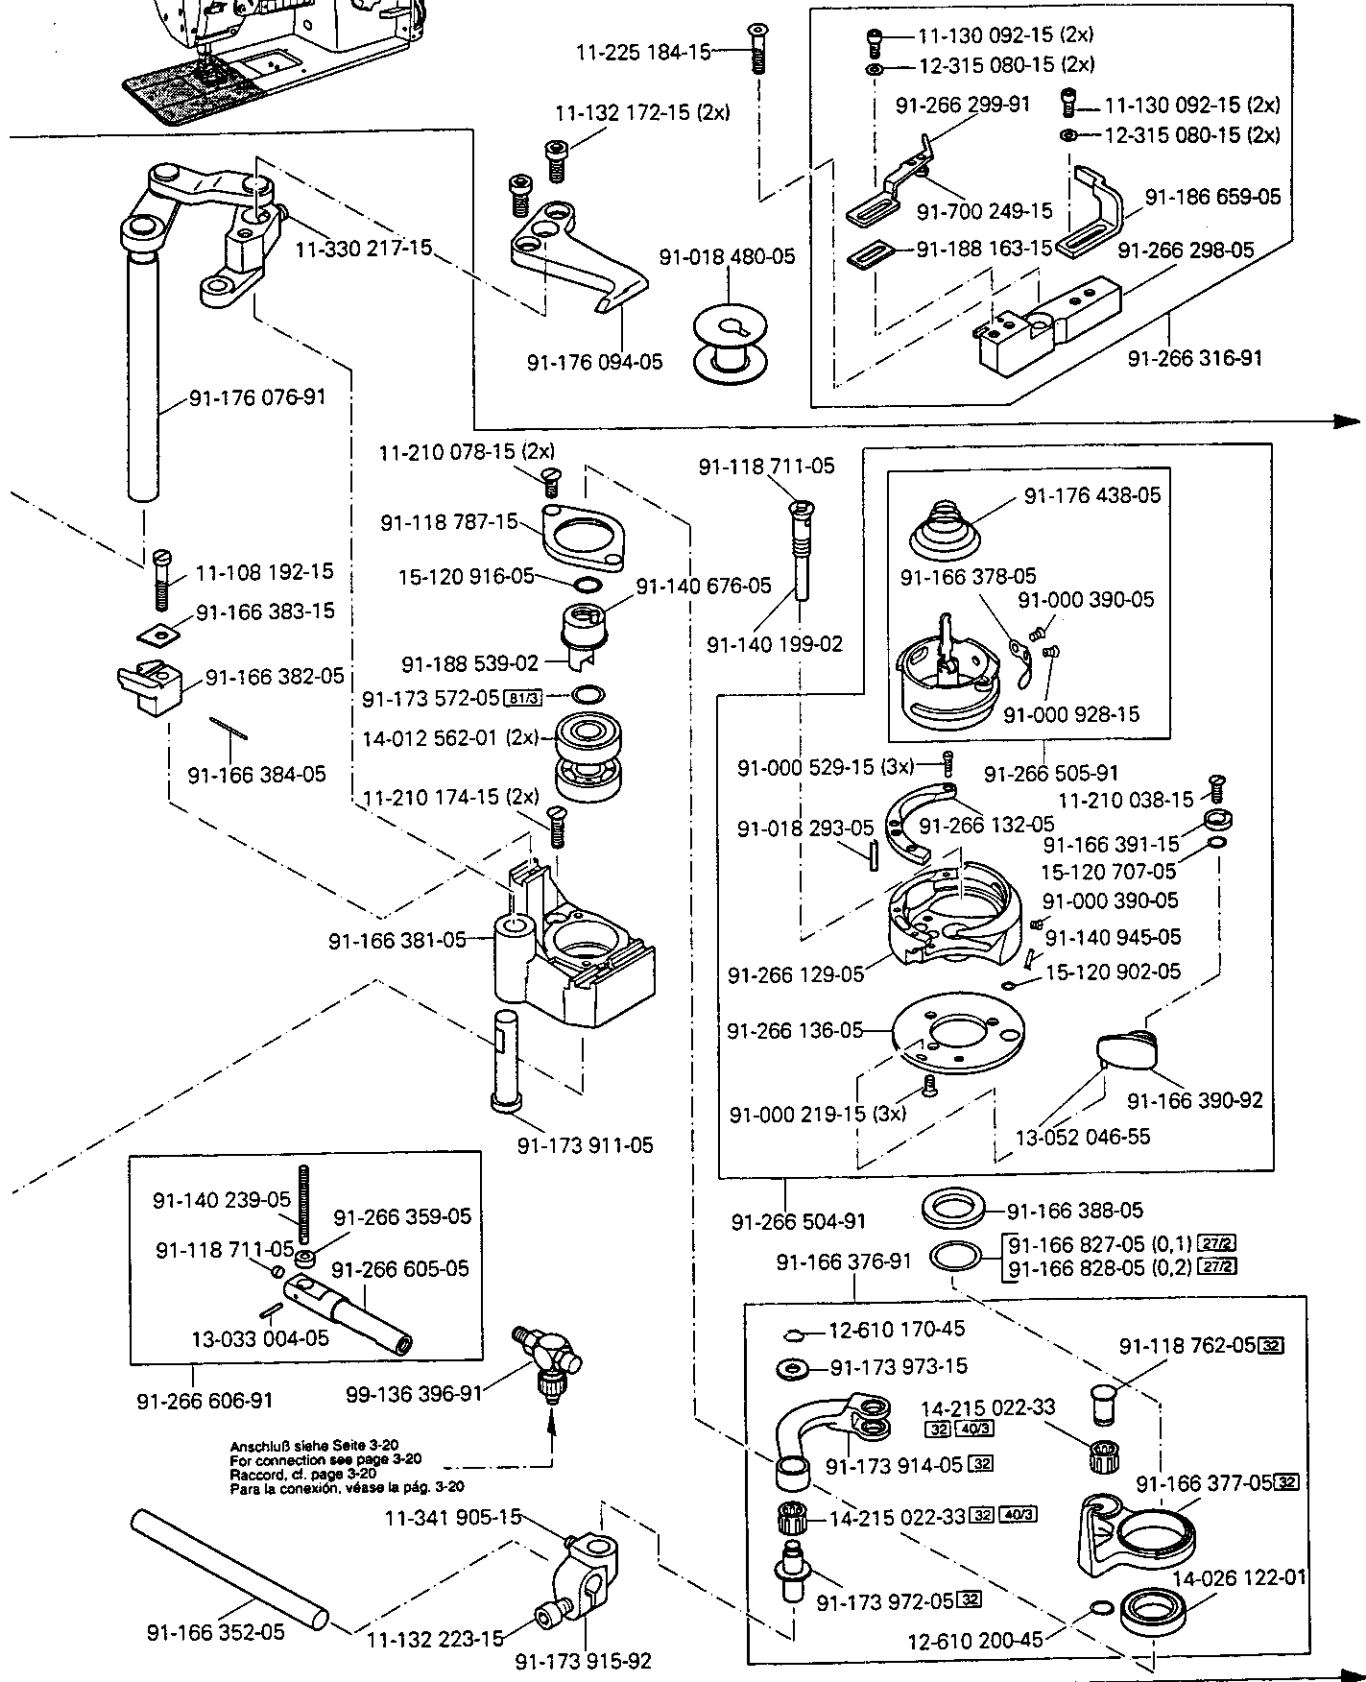 11-225 184-15
11-130 092-15 (2x)
12-315 080-15 (2x)
91-266 299-91
11-130 092-15 (2x)
12-315 080-15 (2x)
11-132 172-15 (2x)
91-186 659-05
91-700 249-15
11-330 217-15
91-018 480-05
91-188 163-15
91-266 298-05
91-176 094-05
91-266 316-91
91-176 076-91
11-210 078-15 (2x)
91-118 711-05
91-176 438-05
91-118 787-15
11-108 192-15
15-120 916-05
91-140 676-05
91-166 378-05
91-000 390-05
91-166 383-15
91-140 199-02
91-166 382-05
91-188 539-02
91-173 572-05 81/3
91-000 928-15
14-012 562-01 (2x)
91-166 384-05
91-000 529-15 (3x)
91-266 505-91
11-210 174-15 (2x)
11-210 038-15
91-018 293-05
91-266 132-05
91-166 391-15
15-120 707-05
91-000 390-05
91-166 381-05
91-140 945-05
91-266 129-05
15-120 902-05
91-266 136-05
91-166 390-92
91-000 219-15 (3x)
13-052 046-55
91-173 911-05
91-140 239-05
91-266 359-05
91-266 504-91
91-166 388-05
91-118 711-05
91-166 827-05 (0,1) 27/2
91-166 376-91
91-266 605-05
91-166 828-05 (0,2) 27/2
13-033 004-05
12-610 170-45
91-118 762-05 32
91-173 973-15
91-266 606-91
99-136 396-91
14-215 022-33
32 40/3
Anschluß siehe Seite 3-20
For connection see page 3-20
Raccord, cf. page 3-20
Para la conexión, véase la pág. 3-20
91-173 914-05 32
91-166 377-05 32
11-341 905-15
14-215 022-33 32 40/3
14-026 122-01
91-173 972-05 32
91-166 352-05
11-132 223-15
12-610 200-45
91-173 915-92